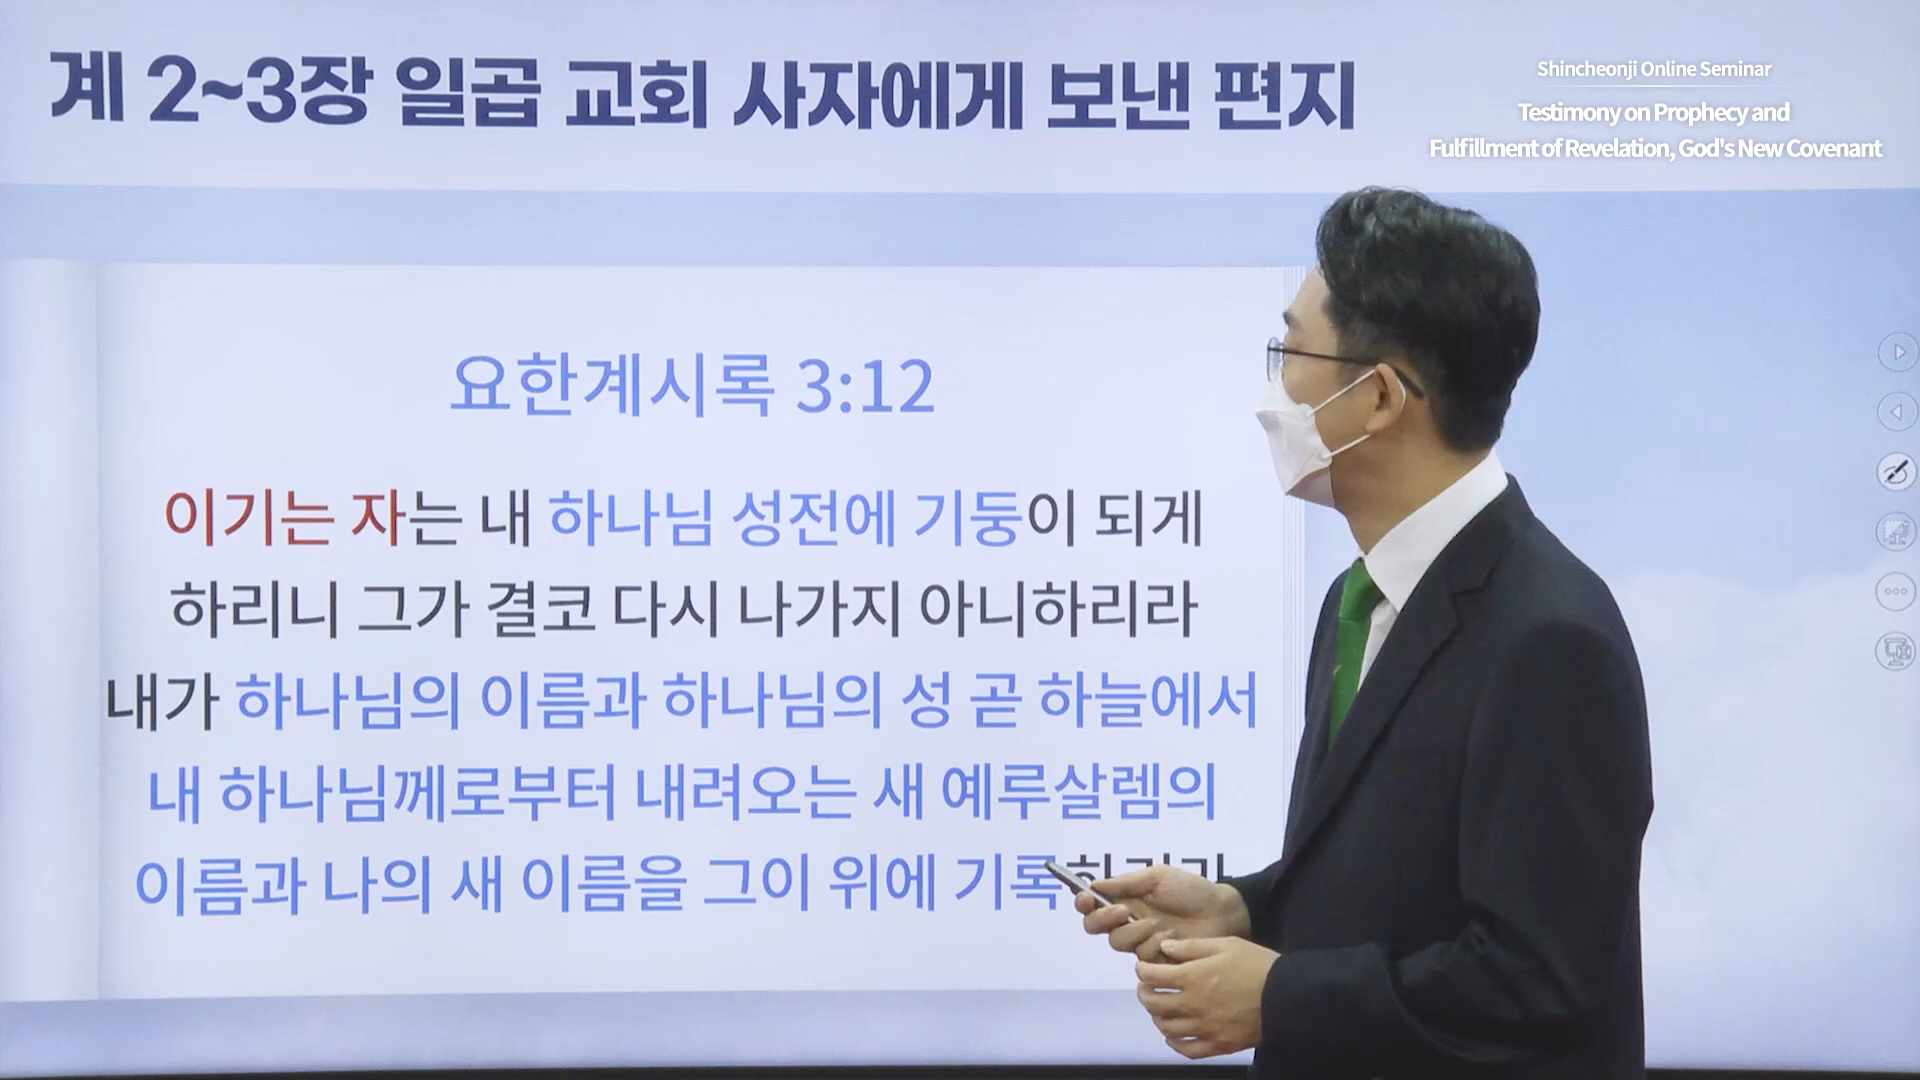 계 2~3장 일곱 교회 사자에게 보낸 편지
Shincheonji Online Seminar
Testimony on Prophecy and
Fulfillment of Revelation, God's New Covenant
요한계시록 3:12
이기는 자는 내 하나님 성전에 기둥이 되게
하리니 그가 결코 다시 나가지 아니하리라
내가 하나님의 이름과 하나님의 성 곧 하늘에서
내 하나님께로부터 내려오는 새 예루살렘의
이름과 나의 새 이름을 그이 위에 기록하리라